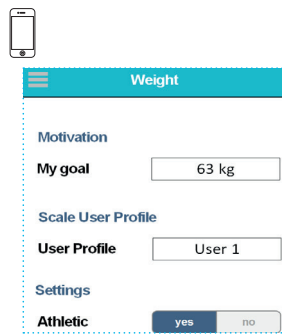 Weight
Motivation
My goal 63 kg
Scale User Profile
User Profile User 1
Settings
Athletic yes no